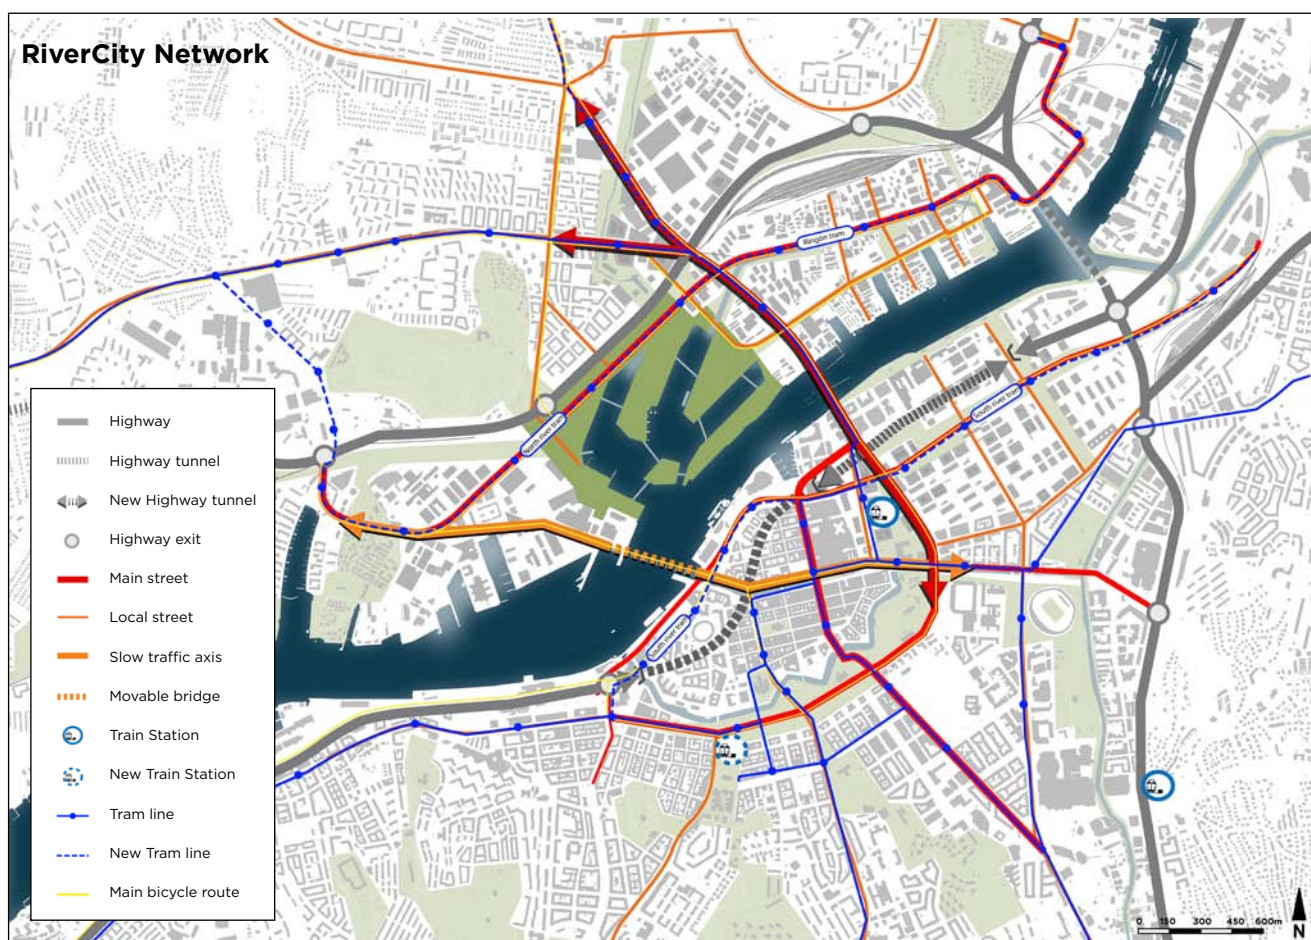 RiverCity Network
Ringön tram
North river tram
South river tram
South river tram
Highway
Highway tunnel
New Highway tunnel
Highway exit
Main street
Local street
Slow traffic axis
Movable bridge
Train Station
New Train Station
Tram line
New Tram line
Main bicycle route
0 150 300 450 600m
N